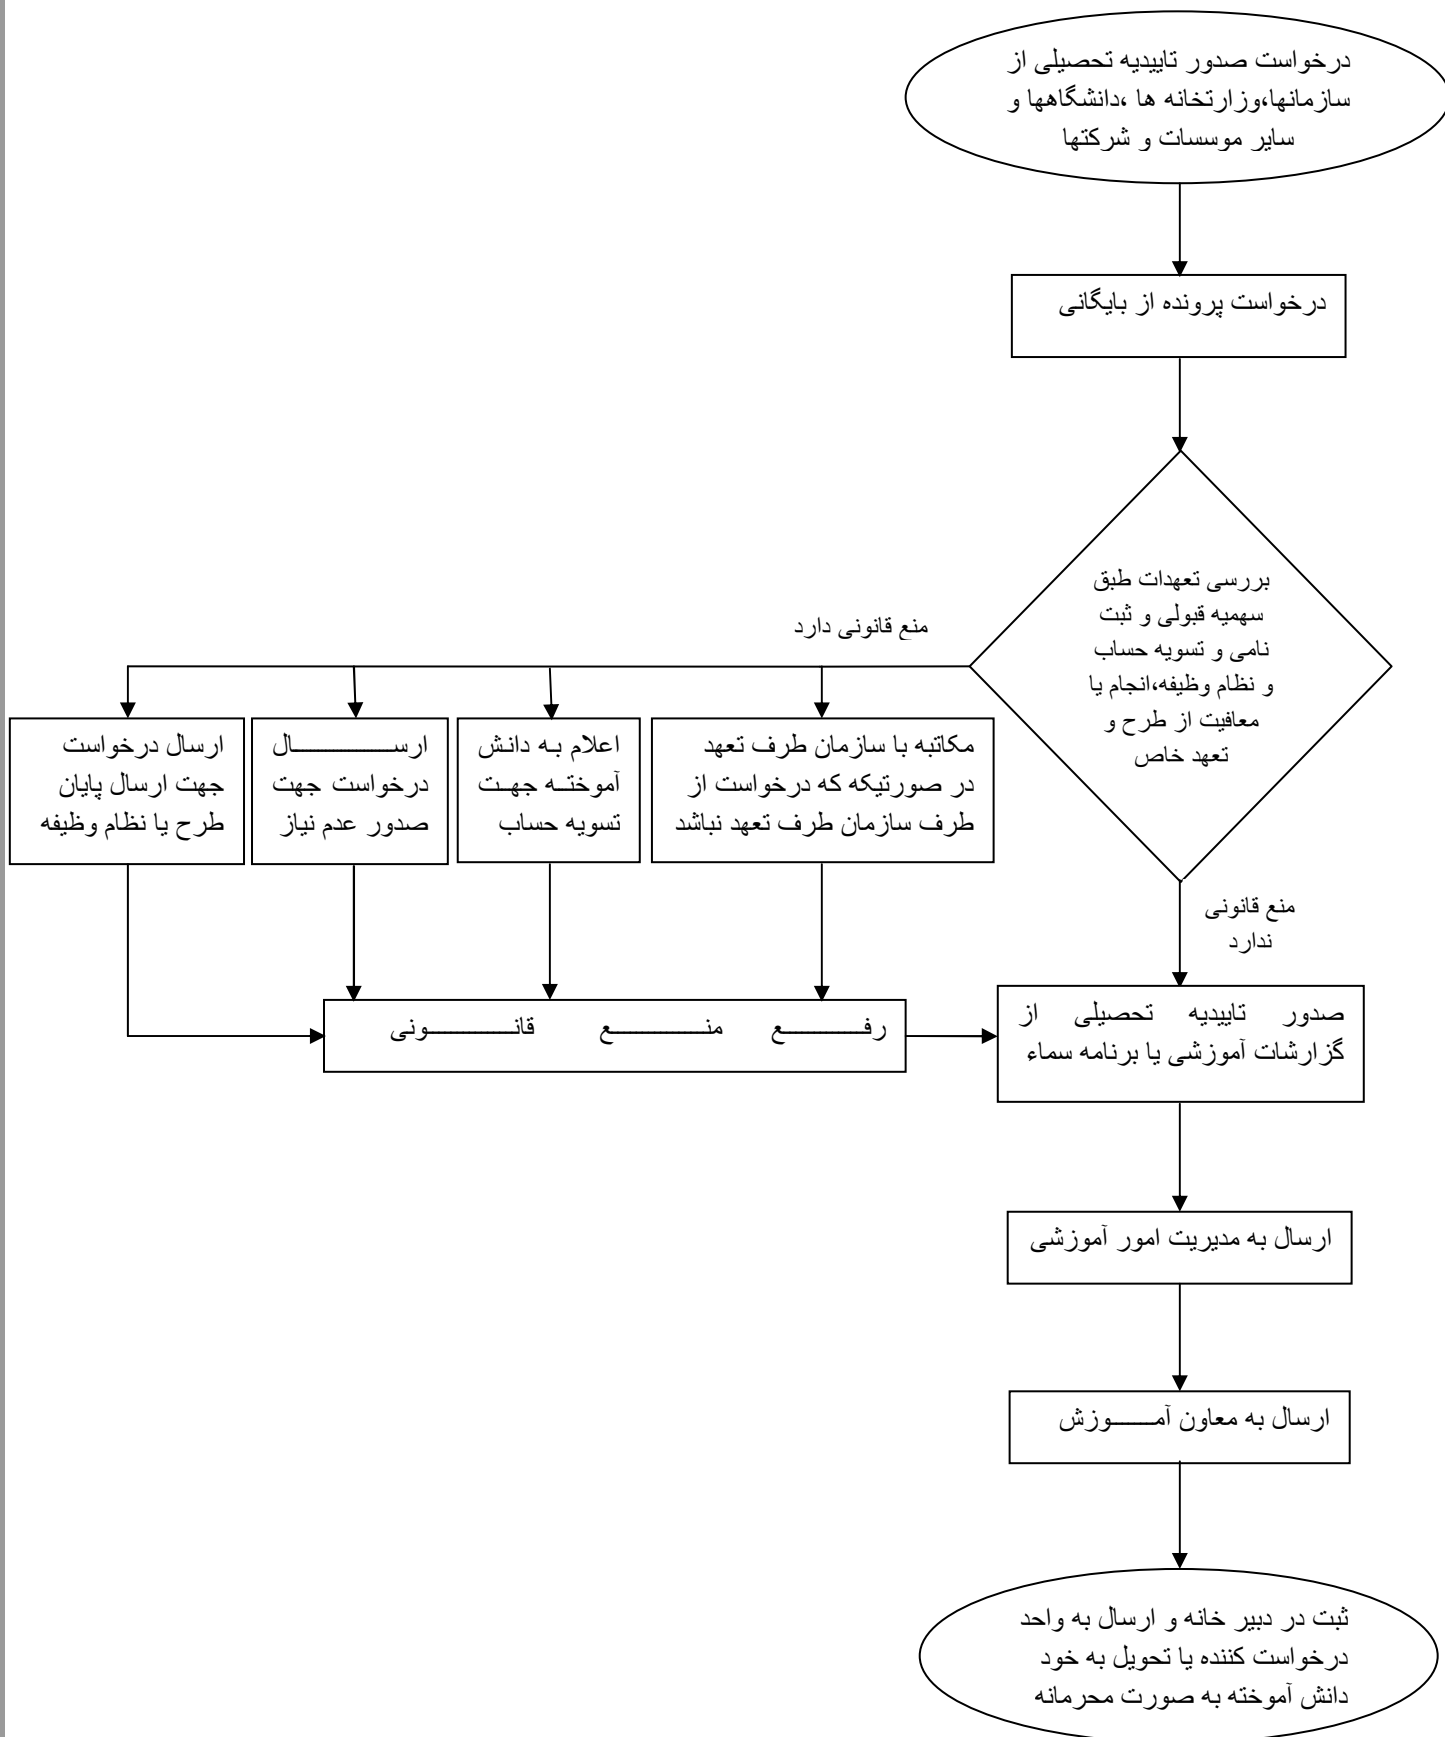 درخواست صدور تاییدیه تحصیلی از
سازمانها،وزارتخانه ها ،دانشگاهها و
سایر موسسات و شرکتها
درخواست پرونده از بایگانی
بررسی تعهدات طبق
سهمیه قبولی و ثبت
نامی و تسویه حساب
و نظام وظیفه،انجام یا
معافیت از طرح و
تعهد خاص
منع قانونی دارد
مکاتبه با سازمان طرف تعهد
در صورتیکه که درخواست از
طرف سازمان طرف تعهد نباشد
اعلام به دانش
آموخته جهت
تسویه حساب
ارســـــــــال
درخواست جهت
صدور عدم نیاز
ارسال درخواست
جهت ارسال پایان
طرح یا نظام وظیفه
منع قانونی
ندارد
رفـــــــع منـــــــع قانـــــــونی
صدور تاییدیه تحصیلی از
گزارشات آموزشی یا برنامه سماء
ارسال به مدیریت امور آموزشی
ارسال به معاون آمـــــوزش
ثبت در دبیر خانه و ارسال به واحد
درخواست کننده یا تحویل به خود
دانش آموخته به صورت محرمانه